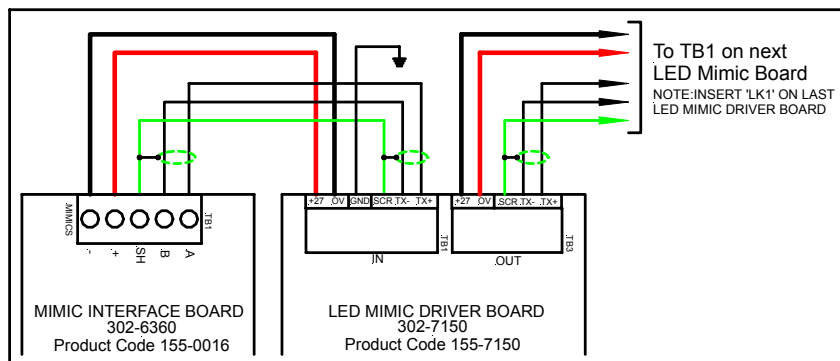 To TB1 on next
LED Mimic Board
NOTE:INSERT 'LK1' ON LAST
LED MIMIC DRIVER BOARD
.MIMICS
.TB1
.-
.+
.SH
.B
A
.+27
.OV
GND
.SCR
.TX-
.TX+
.TB1
.IN
.+27
.OV
.SCR
.TX-
.TX+
.TB3
.OUT
MIMIC INTERFACE BOARD
302-6360
Product Code 155-0016
LED MIMIC DRIVER BOARD
302-7150
Product Code 155-7150